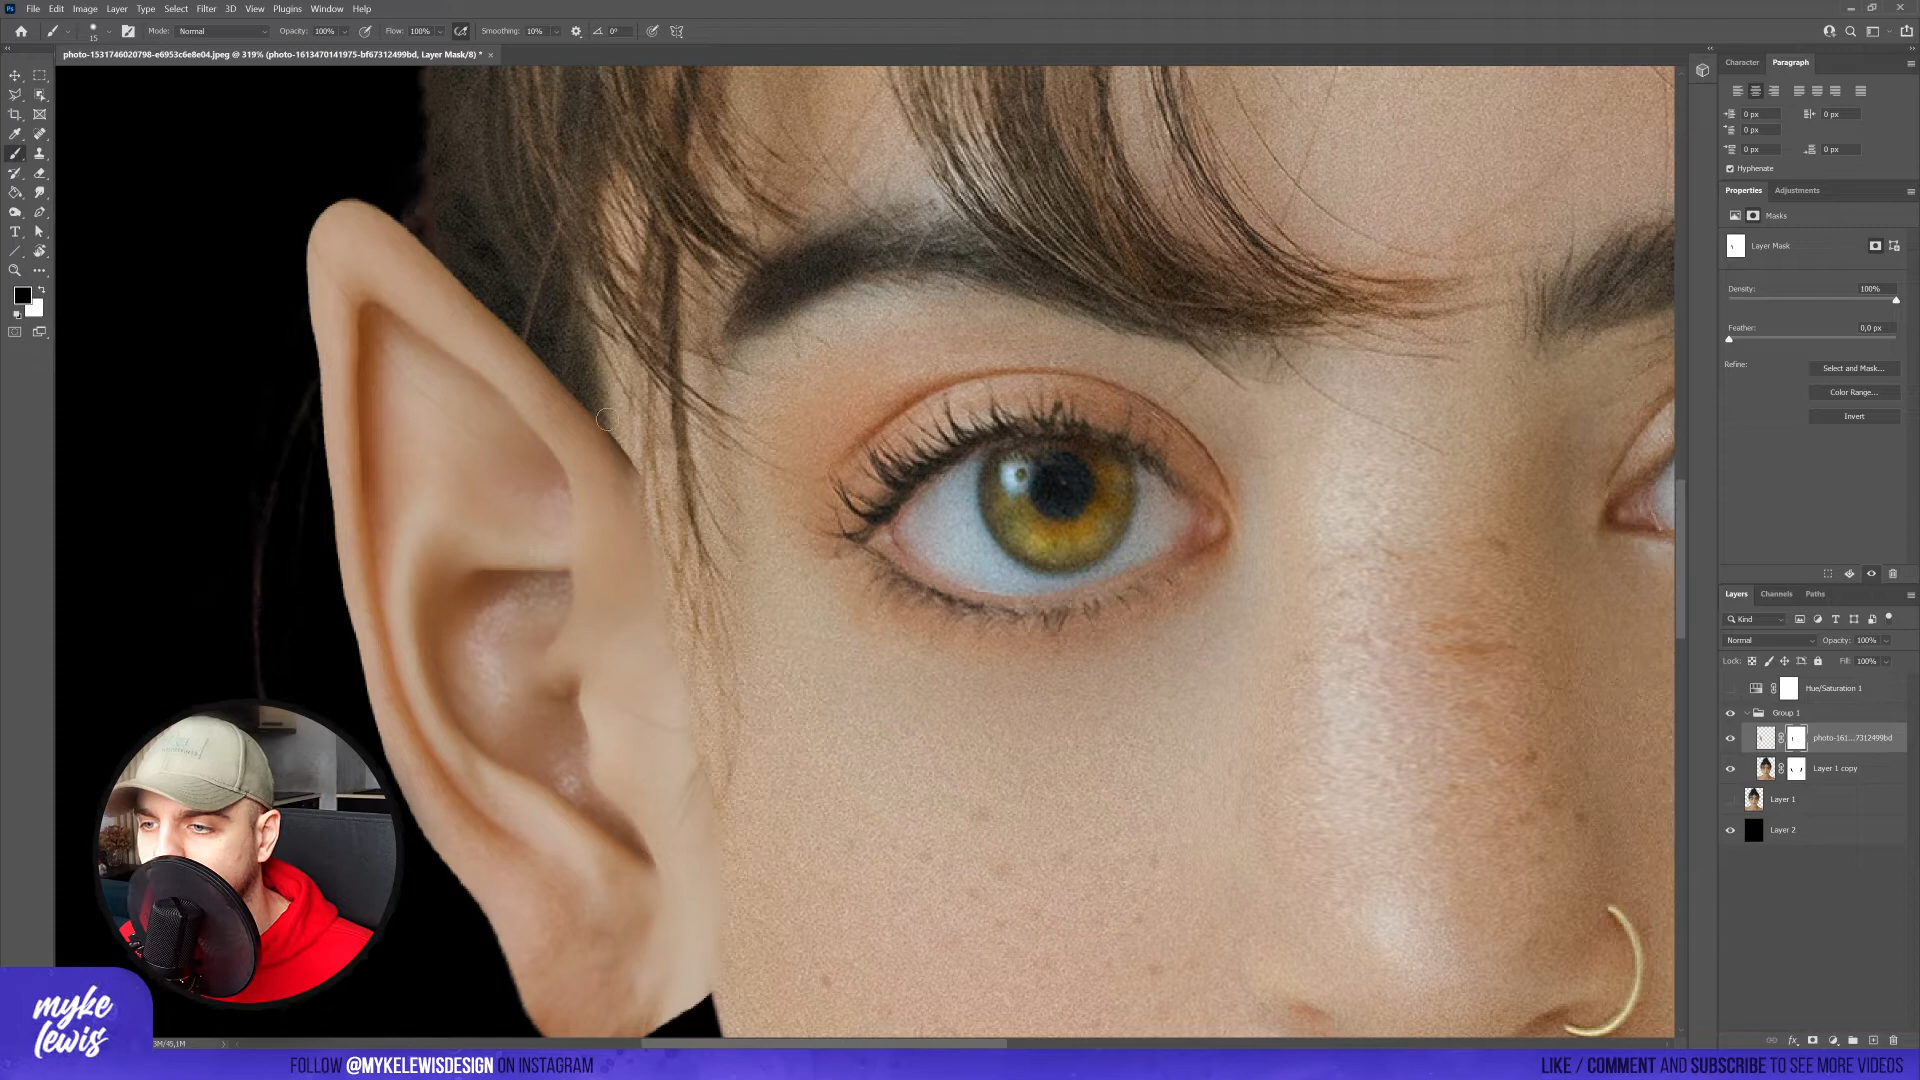 File Edit Image Layer Type Select Filter 3D View Plugins Window Help
15 Mode: Normal Opacity: 100% Flow: 100% Smoothing: 10% 0°
photo-1531746020798-e6953c6e8e04.jpeg @ 319% (photo-1613470141975-bf67312499bd, Layer Mask/8) *
Character Paragraph
0 px 0 px
0 px
0 px 0 px
Hyphenate
Properties Adjustments
Masks
Layer Mask
Density: 100%
Feather: 0,0 px
Refine: Select and Mask...
Color Range...
Invert
Layers Channels Paths
Kind
Normal Opacity: 100%
Lock: Fill: 100%
Hue/Saturation 1
Group 1
photo-161...7312499bd
Layer 1 copy
Layer 1
Layer 2
3M/45,1M
myke
lewis
FOLLOW @MYKELEWISDESIGN ON INSTAGRAM
LIKE / COMMENT AND SUBSCRIBE TO SEE MORE VIDEOS